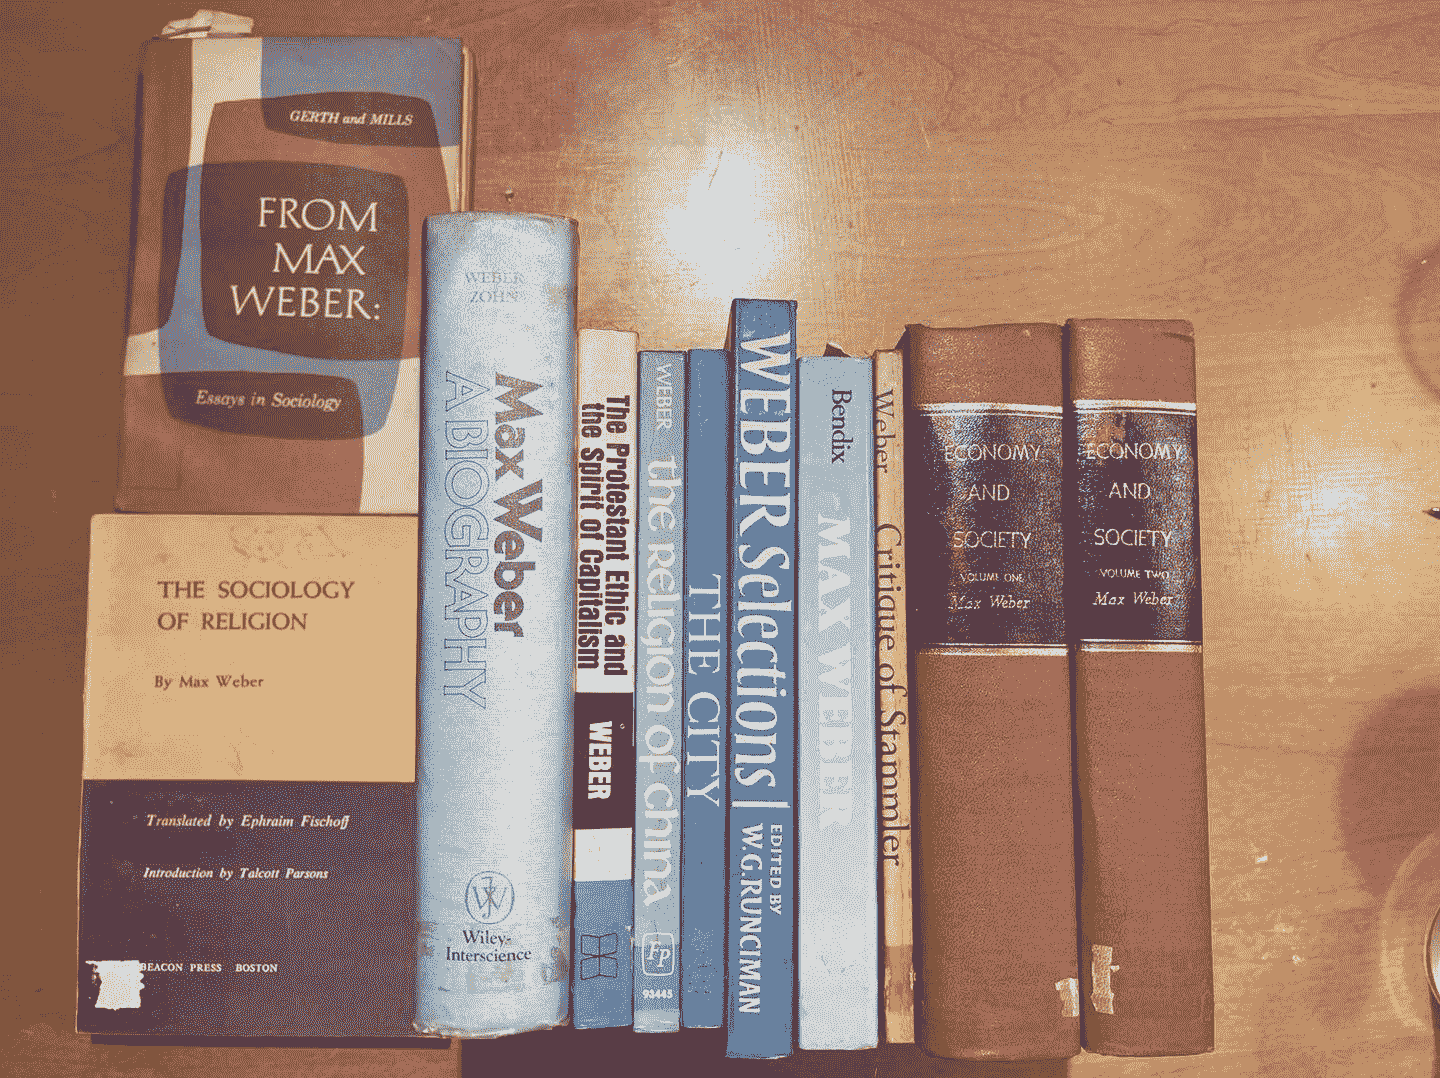 GERTH and MILLS
FROM
MAX
WEBER:
Essays in Sociology
THE SOCIOLOGY
OF RELIGION
By Max Weber
Translated by Ephraim Fischoff
Introduction by Talcott Parsons
BEACON PRESS BOSTON
WEBER
ZOHN
Max Weber
A BIOGRAPHY
Wiley-
Interscience
The Protestant Ethic and
the Spirit of Capitalism
WEBER
WEBER
the religion of china
FP
93445
THE CITY
WEBER Selections
EDITED BY
W.G.RUNCIMAN
Bendix
MAX WEBER
Weber
Critique of Stammler
ECONOMY
AND
SOCIETY
VOLUME ONE
Max Weber
ECONOMY
AND
SOCIETY
VOLUME TWO
Max Weber